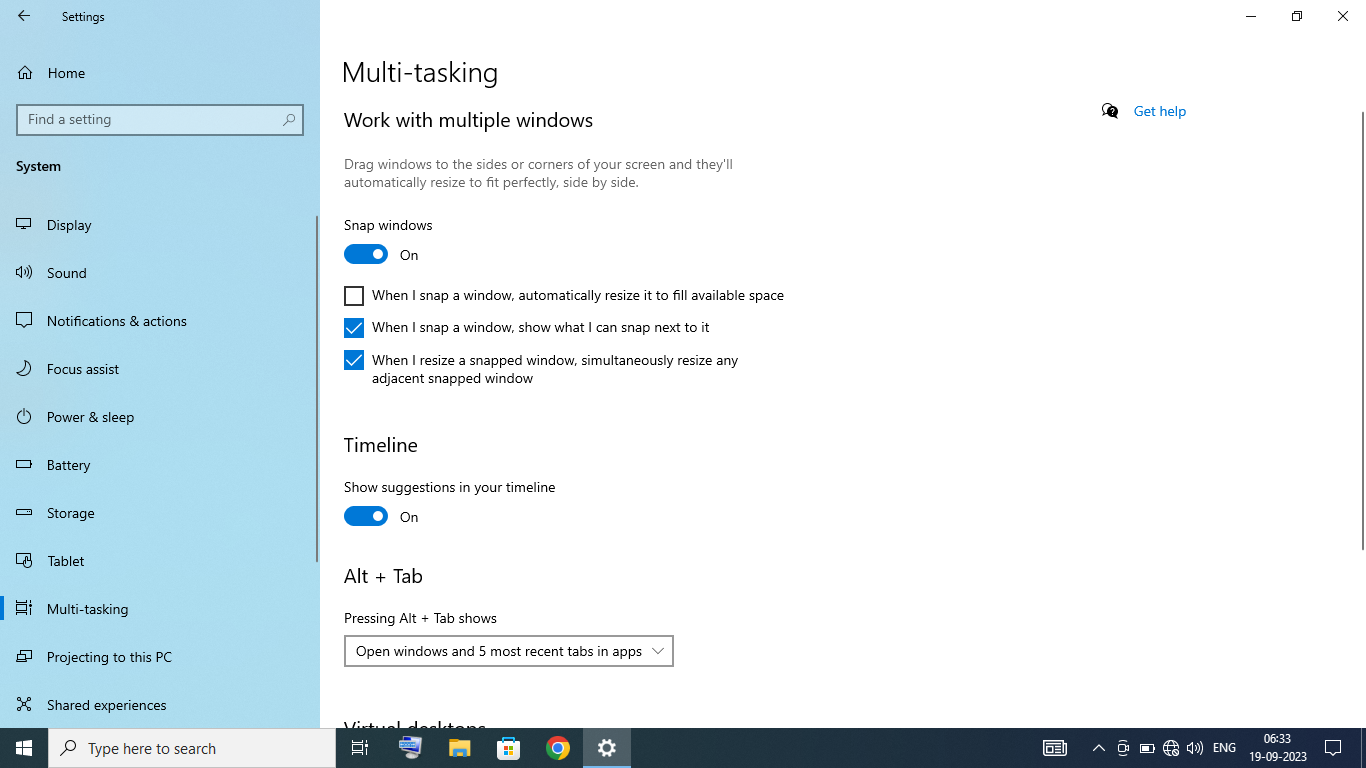 Settings
Home
Find a setting
System
Display
Sound
Notifications & actions
Focus assist
Power & sleep
Battery
Storage
Tablet
Multi-tasking
Projecting to this PC
Shared experiences
Multi-tasking
Work with multiple windows
Get help
Drag windows to the sides or corners of your screen and they'll
automatically resize to fit perfectly, side by side.
Snap windows
On
When I snap a window, automatically resize it to fill available space
When I snap a window, show what I can snap next to it
When I resize a snapped window, simultaneously resize any
adjacent snapped window
Timeline
Show suggestions in your timeline
On
Alt + Tab
Pressing Alt + Tab shows
Open windows and 5 most recent tabs in apps
Virtual desktops
Type here to search
ENG
06:33
19-09-2023